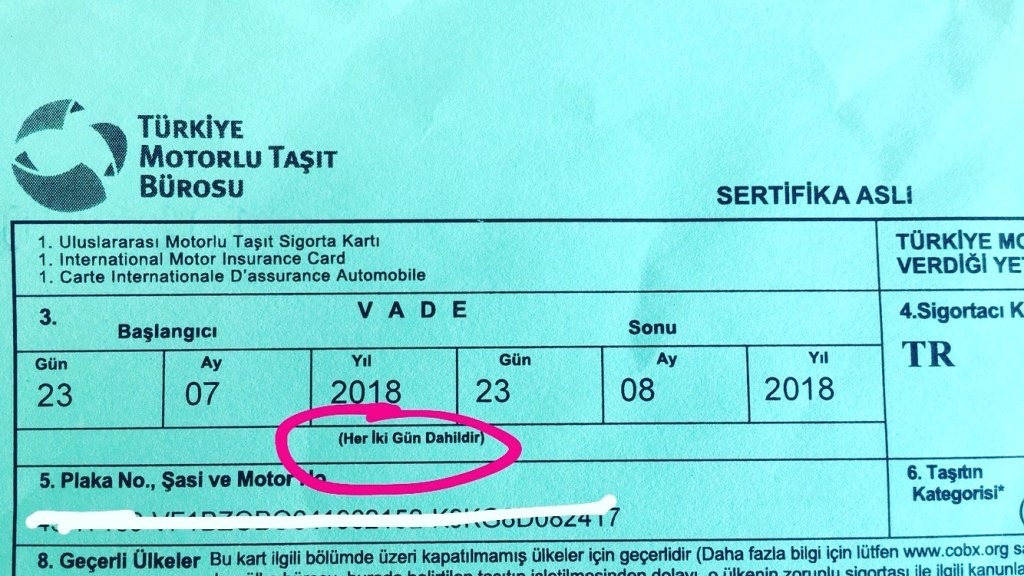 TÜRKİYE
MOTORLU TAŞIT
BÜROSU
SERTİFİKA ASLI
1. Uluslararası Motorlu Taşıt Sigorta Kartı
1. International Motor Insurance Card
1. Carte Internationale D'assurance Automobile
TÜRKİYE
VERDİĞİ
3. VADE
Başlangıcı Sonu
4.Sigortacı
Gün Ay Yıl Gün Ay Yıl
23 07 2018 23 08 2018
TR
(Her İki Gün Dahildir)
5. Plaka No., Şasi ve Motor No
6. Taşıtın
Kategorisi*
8. Geçerli Ülkeler Bu kart ilgili bölümde üzeri kapatılmamış ülkeler için geçerlidir (Daha fazla bilgi için lütfen www.cobx.org